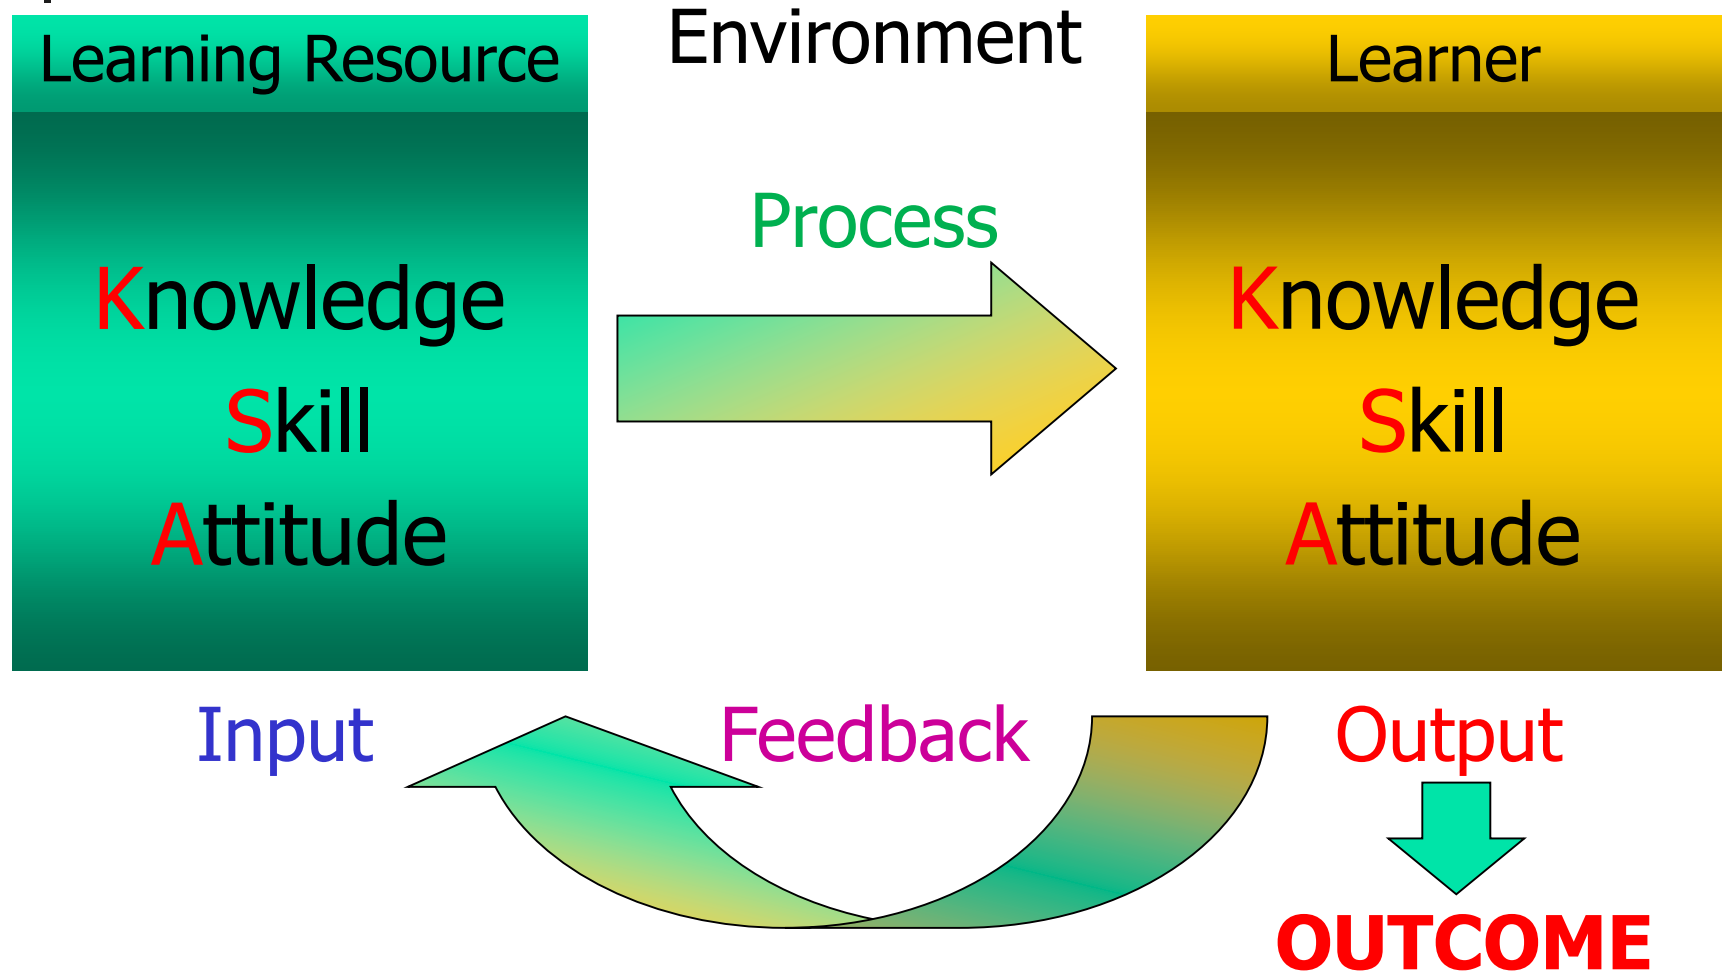 Environment
Learning Resource
Learner
Process
Knowledge
Skill
Attitude
Knowledge
Skill
Attitude
Input
Feedback
Output
OUTCOME